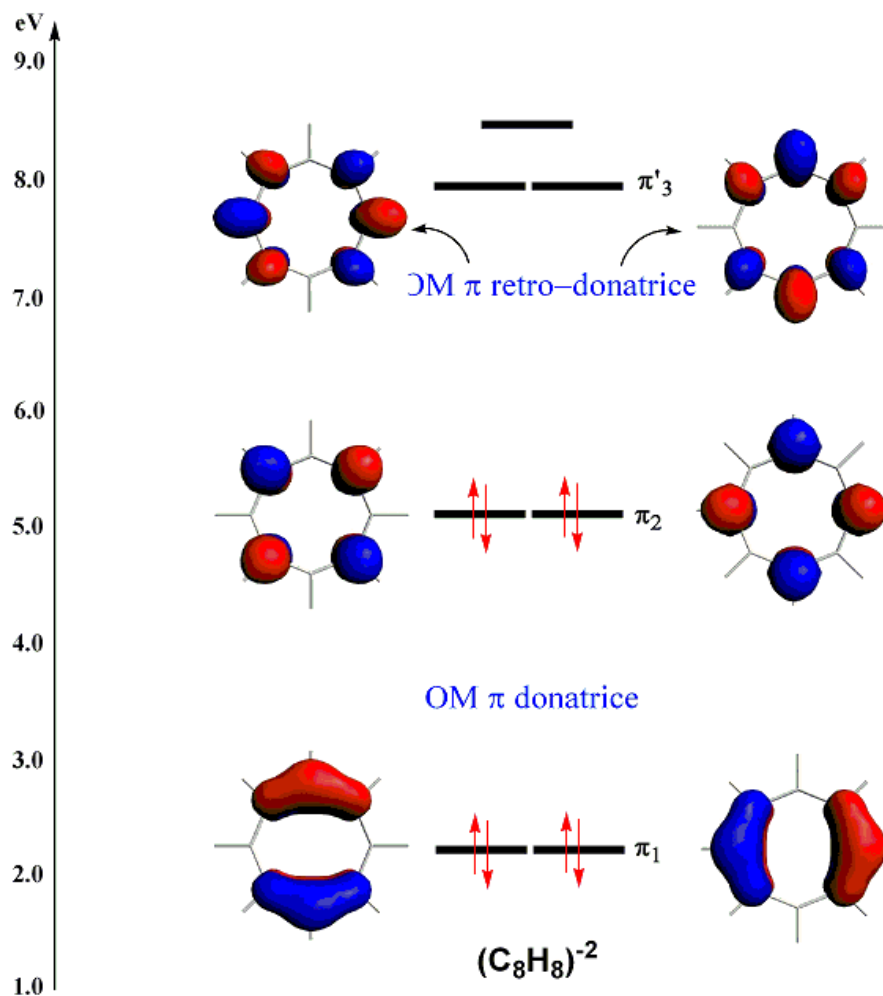 eV
9.0
8.0
π'₃
7.0
OM π retro–donatrice
6.0
5.0
π₂
4.0
OM π donatrice
3.0
π₁
2.0
(C₈H₈)⁻²
1.0